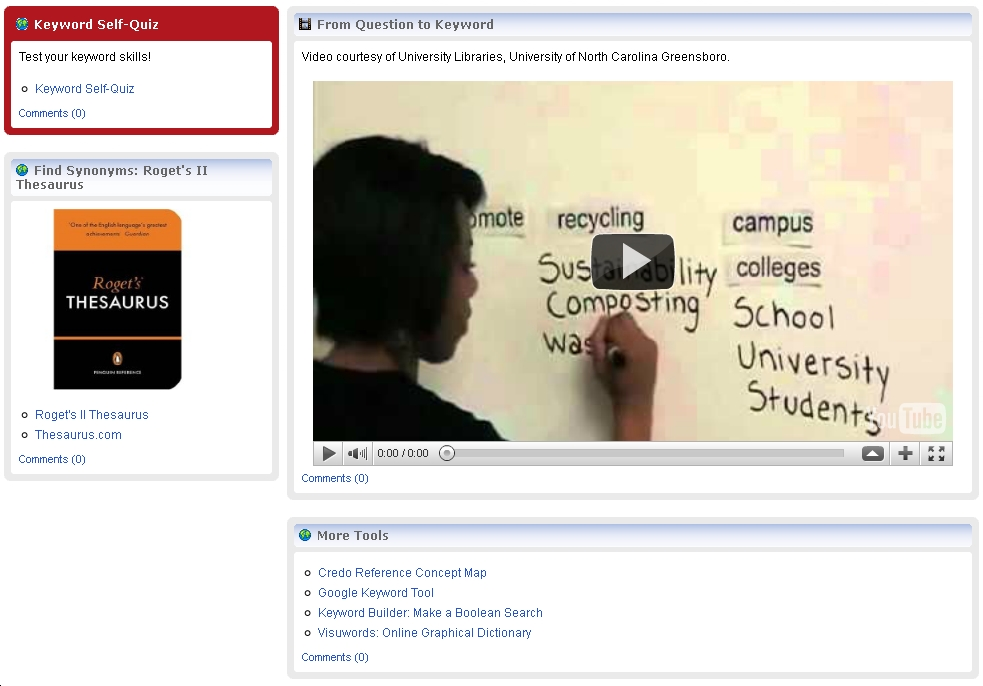 Keyword Self-Quiz
Test your keyword skills!
Keyword Self-Quiz
Comments (0)
Find Synonyms: Roget's II
Thesaurus
"One of the English language's greatest
achievements" Guardian
Roget's
THESAURUS
PENGUIN REFERENCE
Roget's II Thesaurus
Thesaurus.com
Comments (0)
From Question to Keyword
Video courtesy of University Libraries, University of North Carolina Greensboro.
omote recycling campus
colleges
Composting
School
University
Students
YouTube
0:00 / 0:00
Comments (0)
More Tools
Credo Reference Concept Map
Google Keyword Tool
Keyword Builder: Make a Boolean Search
Visuwords: Online Graphical Dictionary
Comments (0)